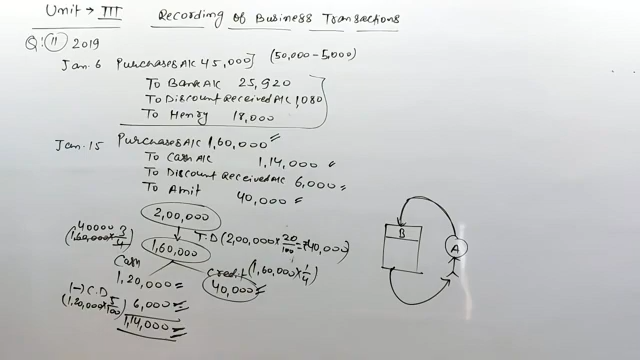 Unit → III Recording of Business Transactions
Q: 11 2019
Jan. 6 Purchases A/c 45,000 (50,000 - 5,000)
To Bank A/c 25,920
To Discount Received A/c 1,080
To Henry 18,000
Jan. 15 Purchases A/c 1,60,000
To Cash A/c 1,14,000
To Discount Received A/c 6,000
To Amit 40,000
2,00,000
T.D (2,00,000 × 20/100 = 40,000)
40000
(1,60,000 × 3/4)
1,60,000
Cash Credit (1,60,000 × 1/4)
1,20,000 40,000
(-) C.D 6,000
(1,20,000 × 5/100)
1,14,000
B
A